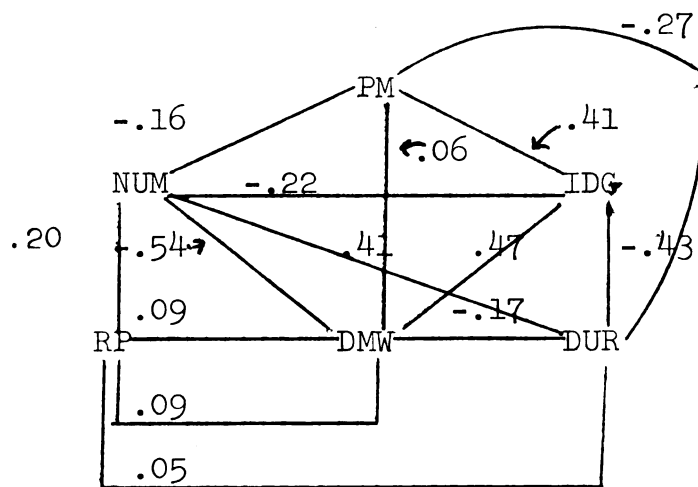 -.27
PM
-.16 .06 .41
NUM -.22 IDG
.20 -.54 .41 .47 -.43
.09 -.17
RP DMW DUR
.09
.05